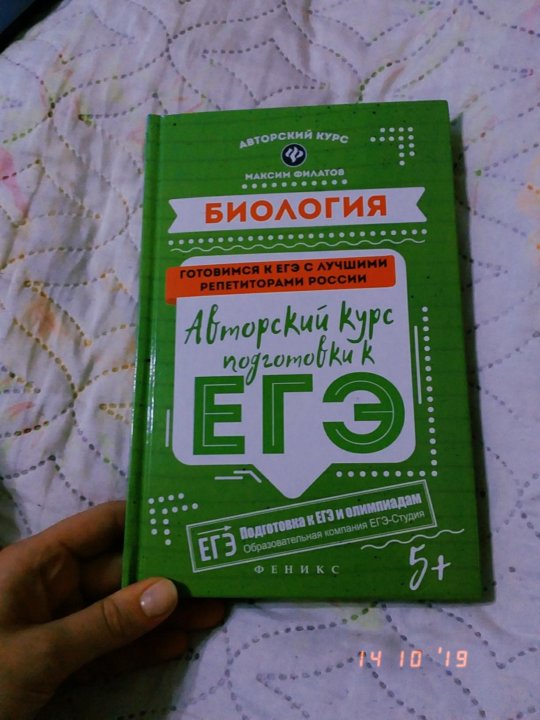 АВТОРСКИЙ КУРС
МАКСИМ ФИЛАТОВ
БИОЛОГИЯ
ГОТОВИМСЯ К ЕГЭ С ЛУЧШИМИ
РЕПЕТИТОРАМИ РОССИИ
Авторский курс
подготовки к
ЕГЭ
ЕГЭ
Подготовка к ЕГЭ и олимпиадам
Образовательная компания ЕГЭ-Студия
ФЕНИКС
5+
14 10 '19